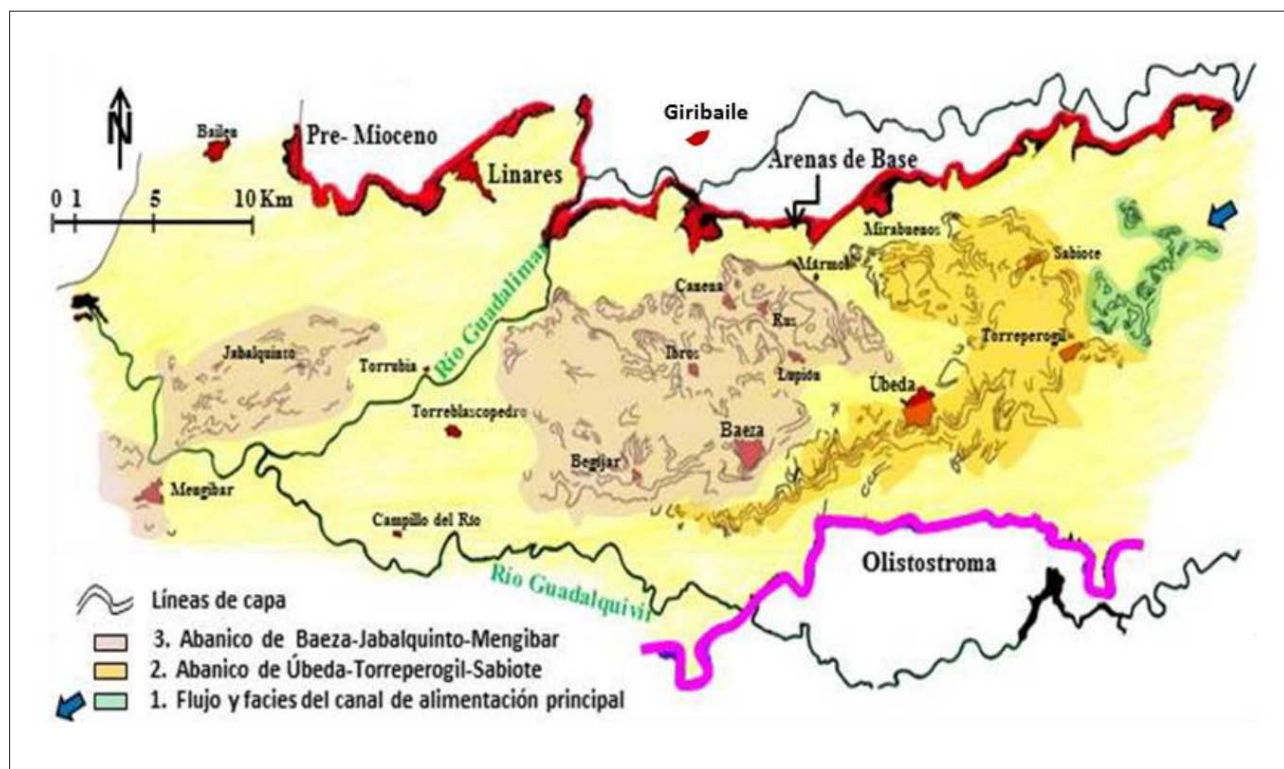 Giribaile
N
Bailen
Pre- Mioceno
Arenas de Base
Linares
0 1 5 10 Km
Mirabuenos
Sabioce
Mármol
Canena
Rus
Río Guadalimar
Jabalquinto
Torrubia
Ibros
Lupión
Torreperogil
Úbeda
Torreblascopedro
Baeza
Begíjar
Mengibar
Campillo del Río
Olistostroma
Río Guadalquivir
Líneas de capa
3. Abanico de Baeza-Jabalquinto-Mengibar
2. Abanico de Úbeda-Torreperogil-Sabiote
1. Flujo y facies del canal de alimentación principal